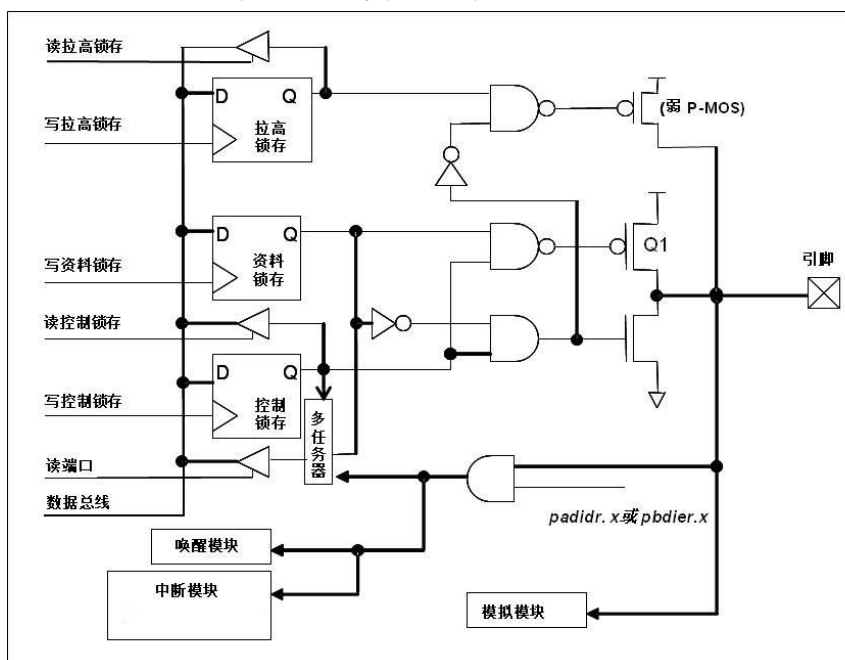 读拉高锁存
D Q
拉高
锁存
写拉高锁存
(弱 P-MOS)
D Q
资料
锁存
写资料锁存
Q1
引脚
读控制锁存
D Q
控制
锁存
写控制锁存
多任务器
读端口
数据总线
padidr.x或pbdier.x
唤醒模块
中断模块
模拟模块